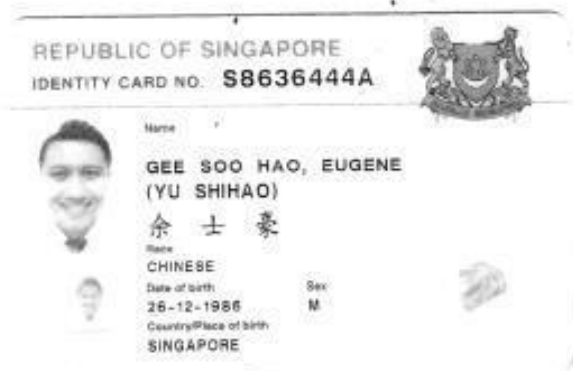 REPUBLIC OF SINGAPORE
IDENTITY CARD NO. S8636444A
Name
GEE SOO HAO, EUGENE
(YU SHIHAO)
余 士 豪
Race
CHINESE
Date of birth Sex
26-12-1986 M
Country/Place of birth
SINGAPORE